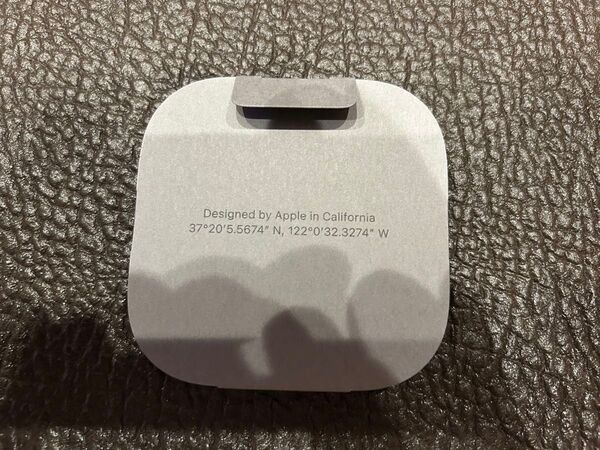 Designed by Apple in California
37°20'5.5674" N, 122°0'32.3274" W